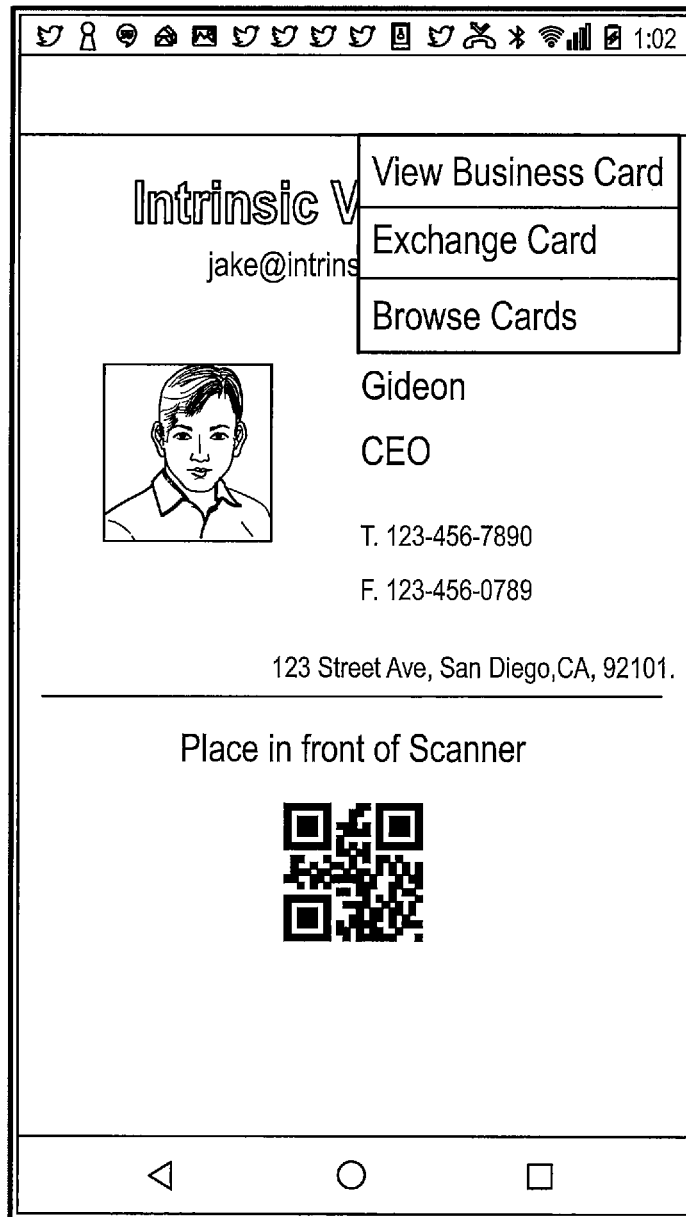 1:02
View Business Card
Intrinsic V
Exchange Card
jake@intrins
Browse Cards
Gideon
CEO
T. 123-456-7890
F. 123-456-0789
123 Street Ave, San Diego,CA, 92101.
Place in front of Scanner